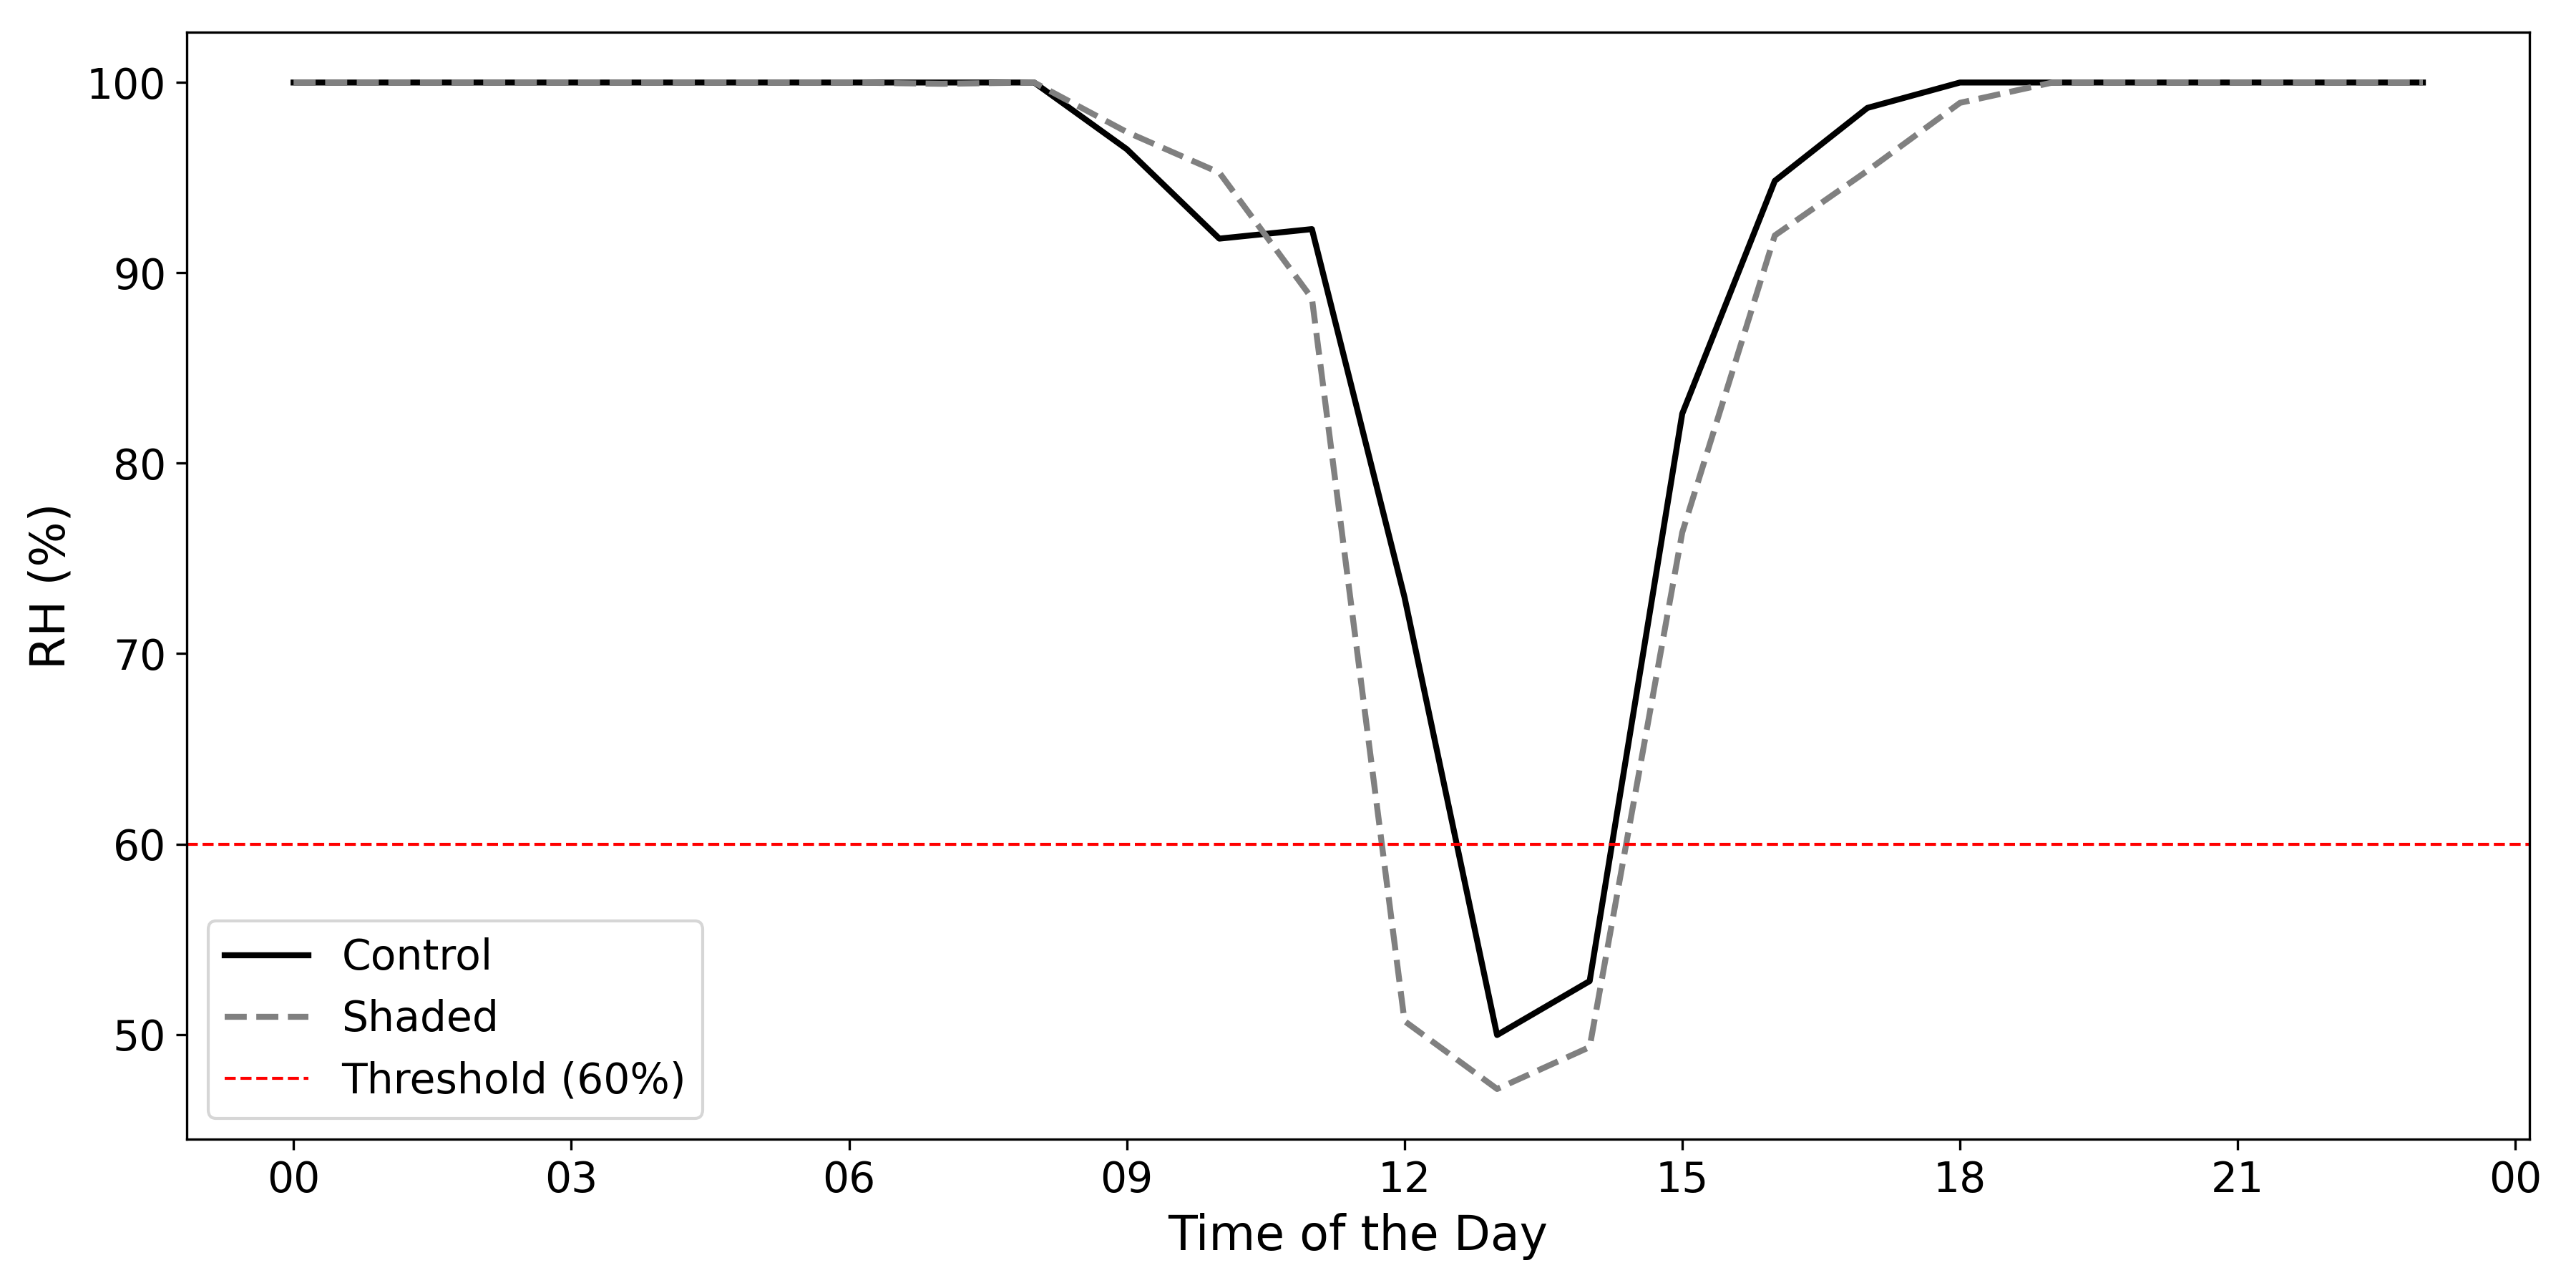 100
90
80
70
60
50
RH (%)
Control
Shaded
Threshold (60%)
00 03 06 09 12 15 18 21 00
Time of the Day